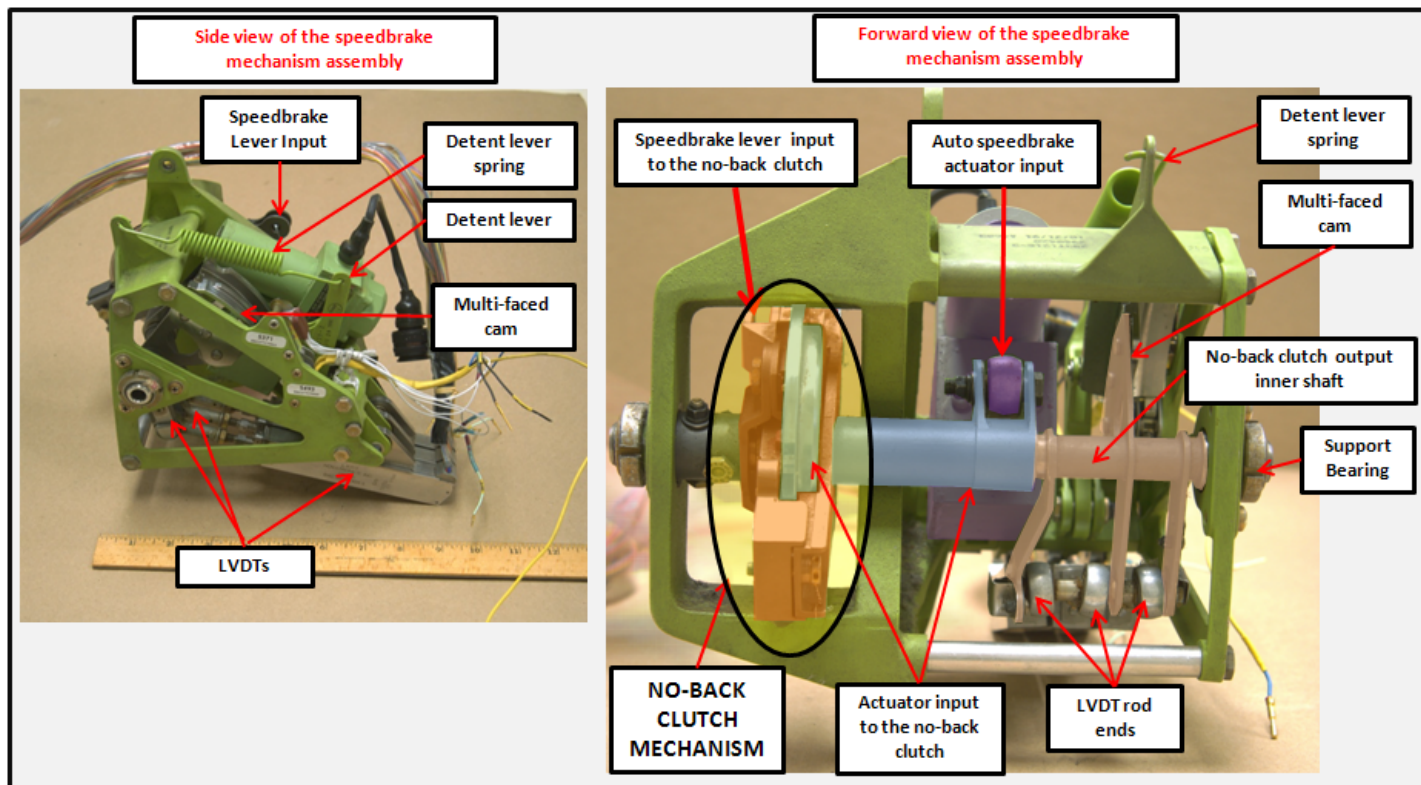 Side view of the speedbrake
mechanism assembly
Forward view of the speedbrake
mechanism assembly
Speedbrake
Lever Input
Detent lever
spring
Detent lever
Multi-faced
cam
LVDTs
Speedbrake lever input
to the no-back clutch
Auto speedbrake
actuator input
Detent lever
spring
Multi-faced
cam
No-back clutch output
inner shaft
Support
Bearing
NO-BACK
CLUTCH
MECHANISM
Actuator input
to the no-back
clutch
LVDT rod
ends